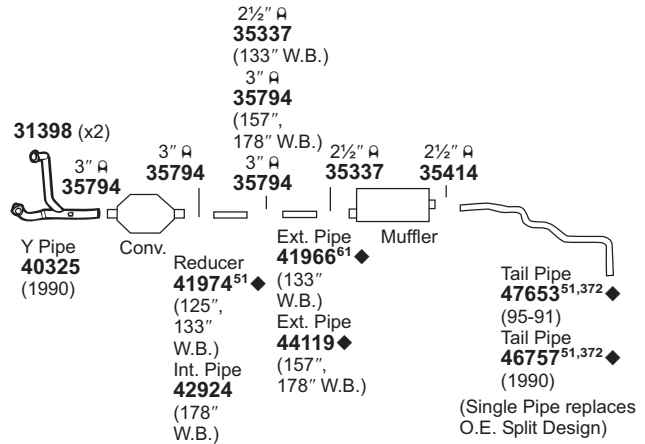 2½″
35337
(133″ W.B.)
3″
35794
(157″,
178″ W.B.)
3″
35794
31398 (x2)
3″
35794
3″
35794
2½″
35337
2½″
35414
Y Pipe
40325
(1990)
Conv.
Reducer
41974⁵¹◆
(125″,
133″
W.B.)
Int. Pipe
42924
(178″
W.B.)
Ext. Pipe
41966⁶¹◆
(133″
W.B.)
Ext. Pipe
44119◆
(157″,
178″ W.B.)
Muffler
Tail Pipe
47653⁵¹,³⁷²◆
(95-91)
Tail Pipe
46757⁵¹,³⁷²◆
(1990)
(Single Pipe replaces
O.E. Split Design)